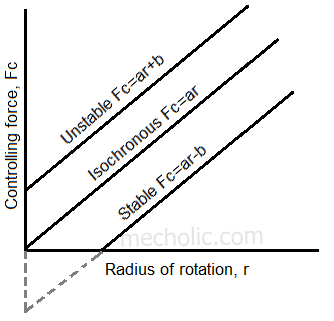 Controlling force, Fc
Unstable Fc=ar+b
Isochronous Fc=ar
Stable Fc=ar-b
mecholic.com
Radius of rotation, r